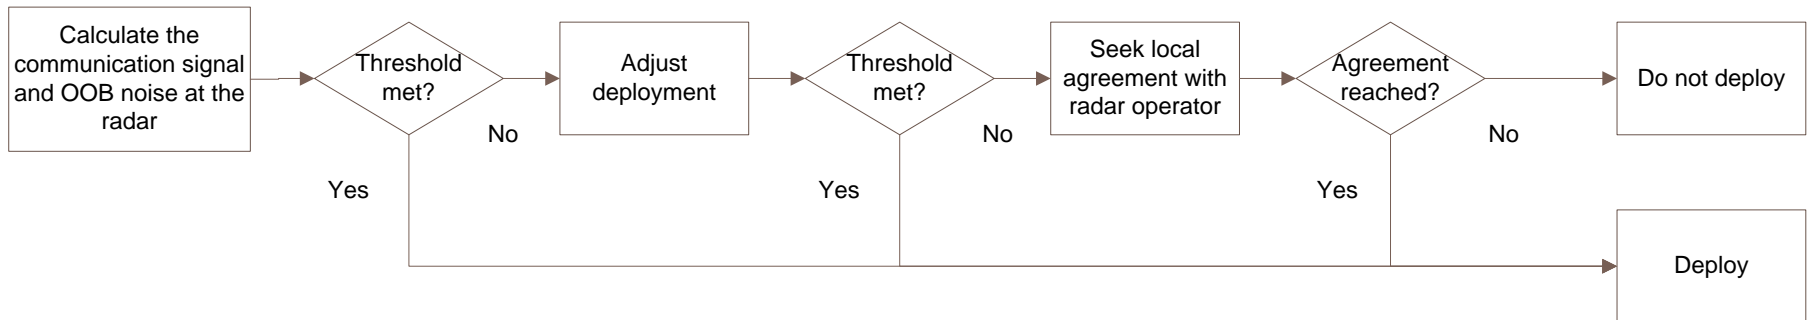 Calculate the
communication signal
and OOB noise at the
radar
Threshold
met?
No
Yes
Adjust
deployment
Threshold
met?
No
Yes
Seek local
agreement with
radar operator
Agreement
reached?
No
Yes
Do not deploy
Deploy